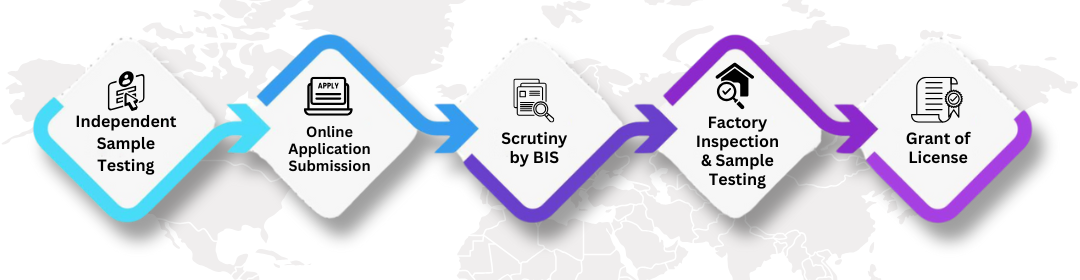 Independent
Sample
Testing
APPLY
Online
Application
Submission
Scrutiny
by BIS
Factory
Inspection
& Sample
Testing
Grant of
License